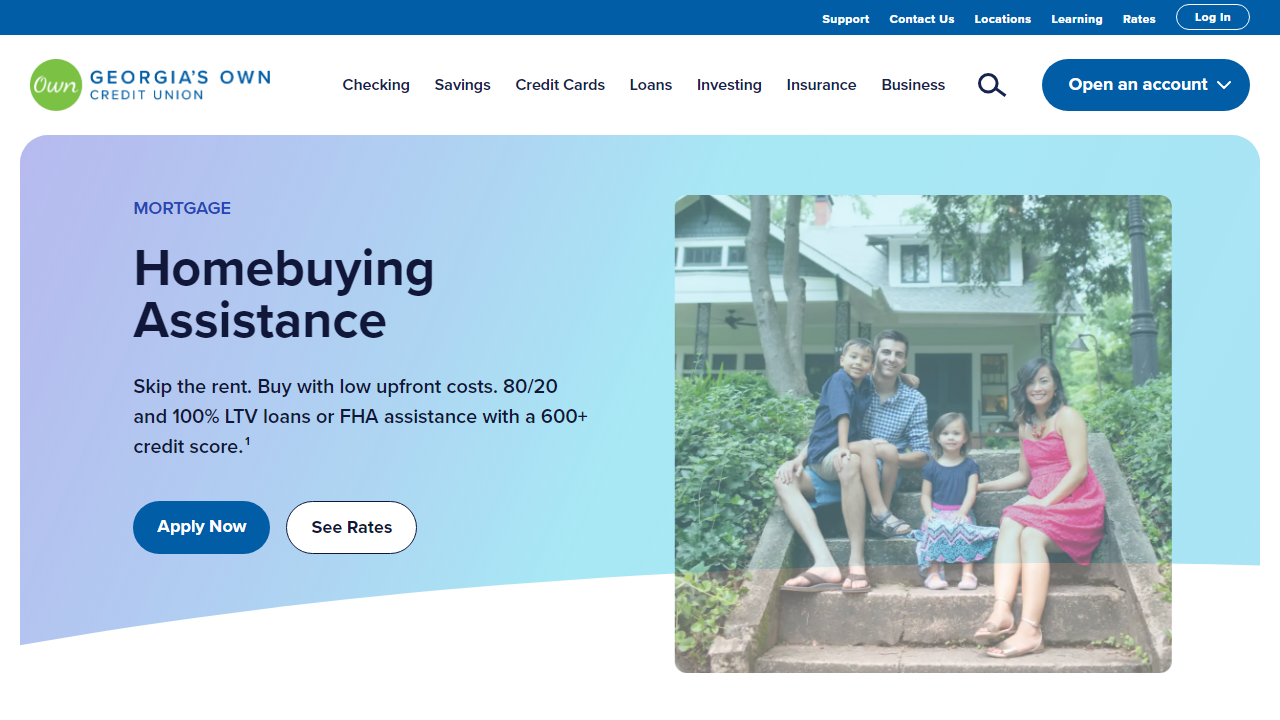 Support Contact Us Locations Learning Rates Log In
Own GEORGIA'S OWN
CREDIT UNION
Checking Savings Credit Cards Loans Investing Insurance Business
Open an account
MORTGAGE
Homebuying
Assistance
Skip the rent. Buy with low upfront costs. 80/20
and 100% LTV loans or FHA assistance with a 600+
credit score.¹
Apply Now See Rates